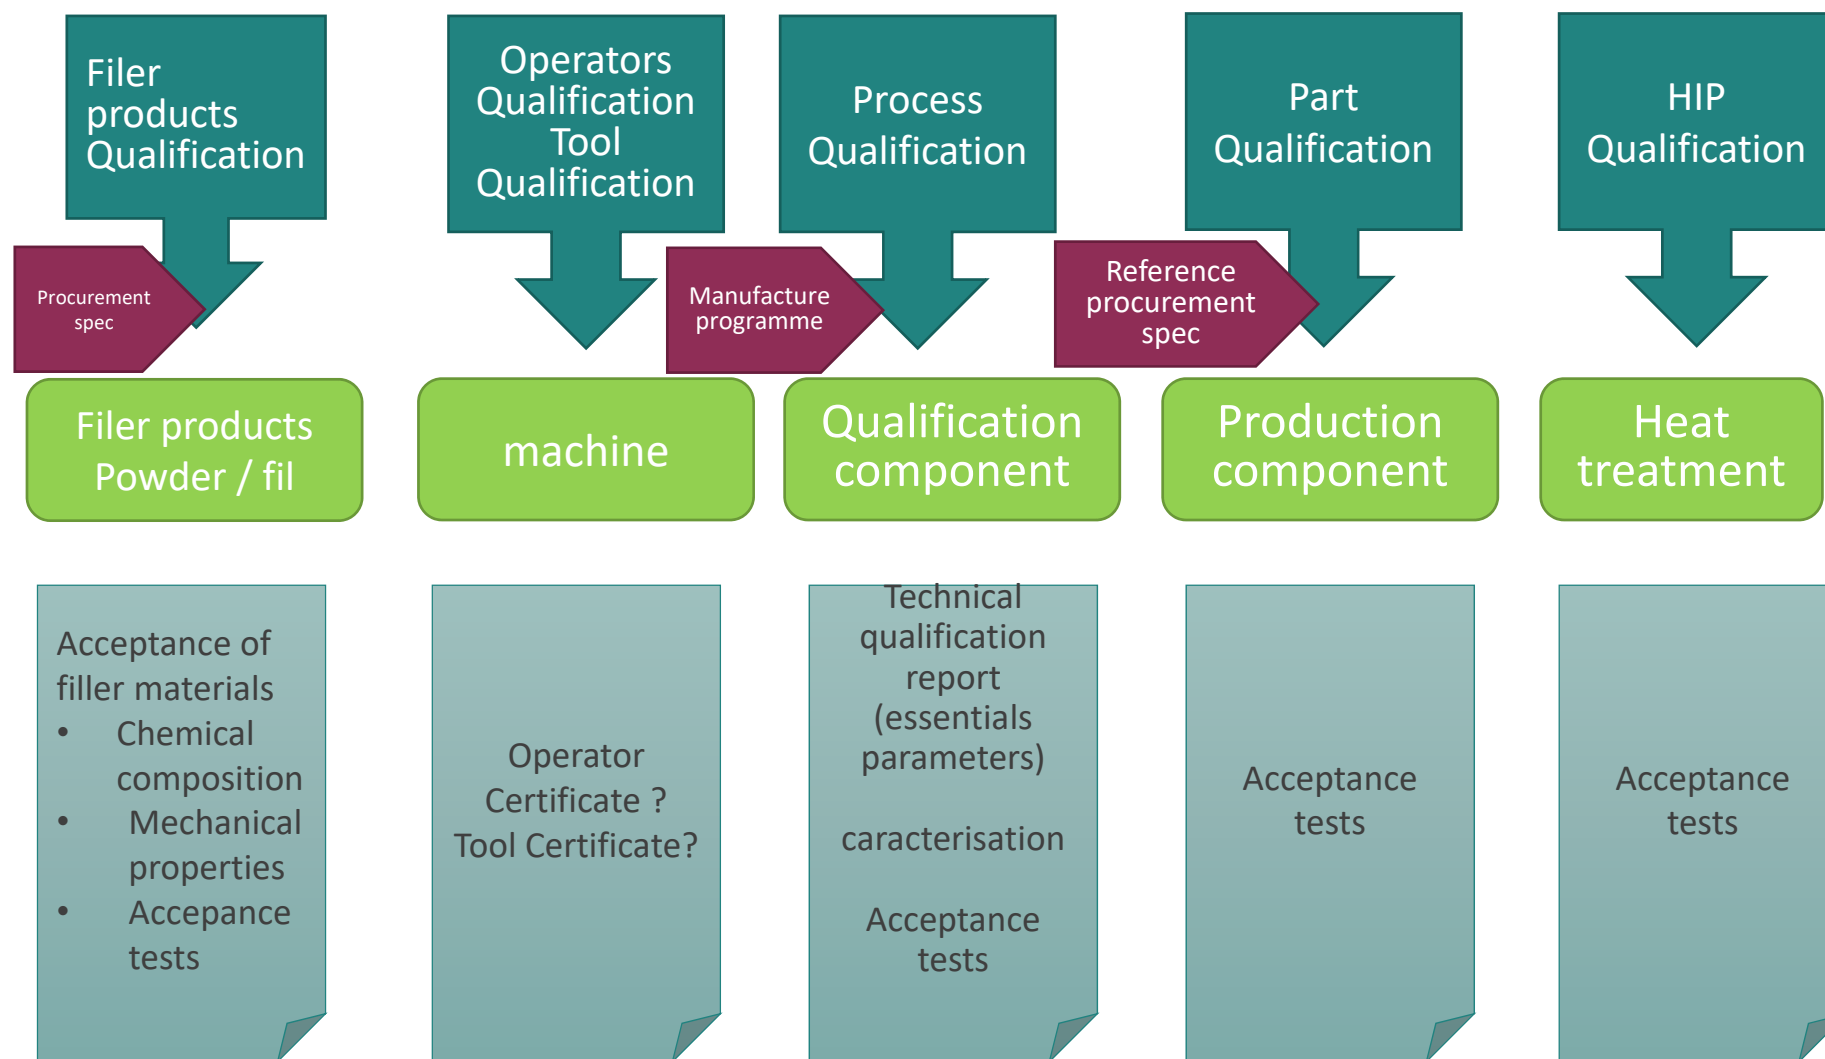 Filer
products
Qualification
Operators
Qualification
Tool
Qualification
Process
Qualification
Part
Qualification
HIP
Qualification
Procurement
spec
Manufacture
programme
Reference
procurement
spec
Filer products
Powder / fil
machine
Qualification
component
Production
component
Heat
treatment
Acceptance of
filler materials
• Chemical
composition
• Mechanical
properties
• Accepance
tests
Operator
Certificate ?
Tool Certificate?
Technical
qualification
report
(essentials
parameters)
caracterisation
Acceptance
tests
Acceptance
tests
Acceptance
tests